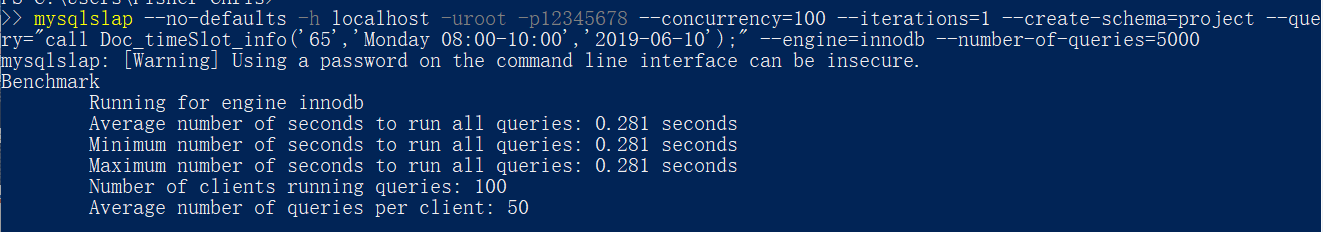 >> mysqlslap --no-defaults -h localhost -uroot -p12345678 --concurrency=100 --iterations=1 --create-schema=project --que
ry="call Doc_timeSlot_info('65','Monday 08:00-10:00','2019-06-10');" --engine=innodb --number-of-queries=5000
mysqlslap: [Warning] Using a password on the command line interface can be insecure.
Benchmark
        Running for engine innodb
        Average number of seconds to run all queries: 0.281 seconds
        Minimum number of seconds to run all queries: 0.281 seconds
        Maximum number of seconds to run all queries: 0.281 seconds
        Number of clients running queries: 100
        Average number of queries per client: 50